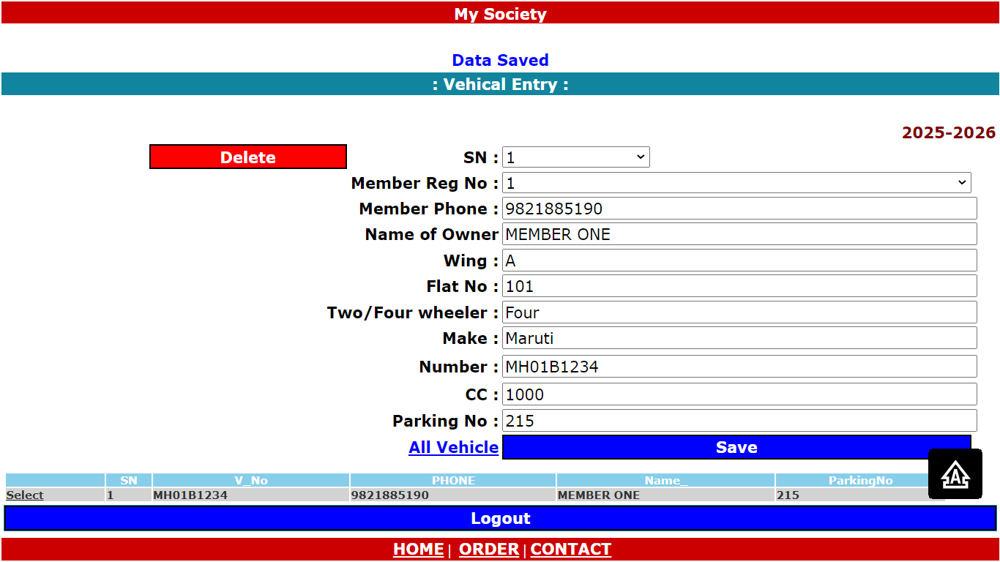 My Society
Data Saved
: Vehical Entry :
2025-2026
Delete SN : 1
Member Reg No : 1
Member Phone : 9821885190
Name of Owner MEMBER ONE
Wing : A
Flat No : 101
Two/Four wheeler : Four
Make : Maruti
Number : MH01B1234
CC : 1000
Parking No : 215
All Vehicle Save
SN V_No PHONE Name_ ParkingNo
Select 1 MH01B1234 9821885190 MEMBER ONE 215
A
Logout
HOME | ORDER | CONTACT